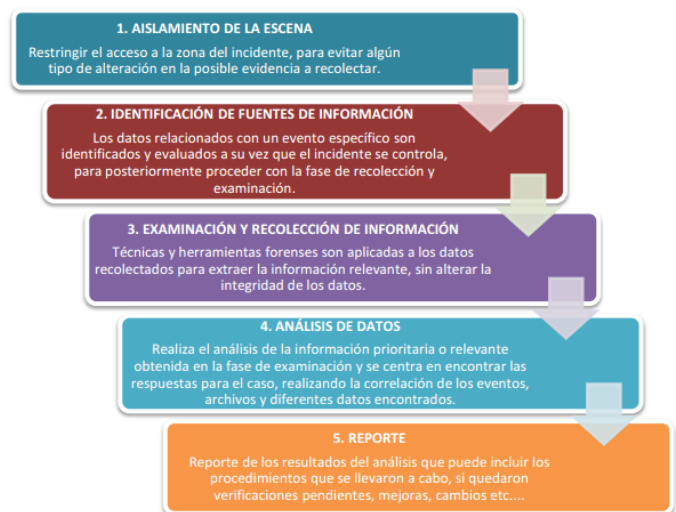 1. AISLAMIENTO DE LA ESCENA
Restringir el acceso a la zona del incidente, para evitar algún
tipo de alteración en la posible evidencia a recolectar.
2. IDENTIFICACIÓN DE FUENTES DE INFORMACIÓN
Los datos relacionados con un evento específico son
identificados y evaluados a su vez que el incidente se controla,
para posteriormente proceder con la fase de recolección y
examinación.
3. EXAMINACIÓN Y RECOLECCIÓN DE INFORMACIÓN
Técnicas y herramientas forenses son aplicadas a los datos
recolectados para extraer la información relevante, sin alterar la
integridad de los datos.
4. ANÁLISIS DE DATOS
Realiza el análisis de la información prioritaria o relevante
obtenida en la fase de examinación y se centra en encontrar las
respuestas para el caso, realizando la correlación de los eventos,
archivos y diferentes datos encontrados.
5. REPORTE
Reporte de los resultados del análisis que puede incluir los
procedimientos que se llevaron a cabo, si quedaron
verificaciones pendientes, mejoras, cambios etc....